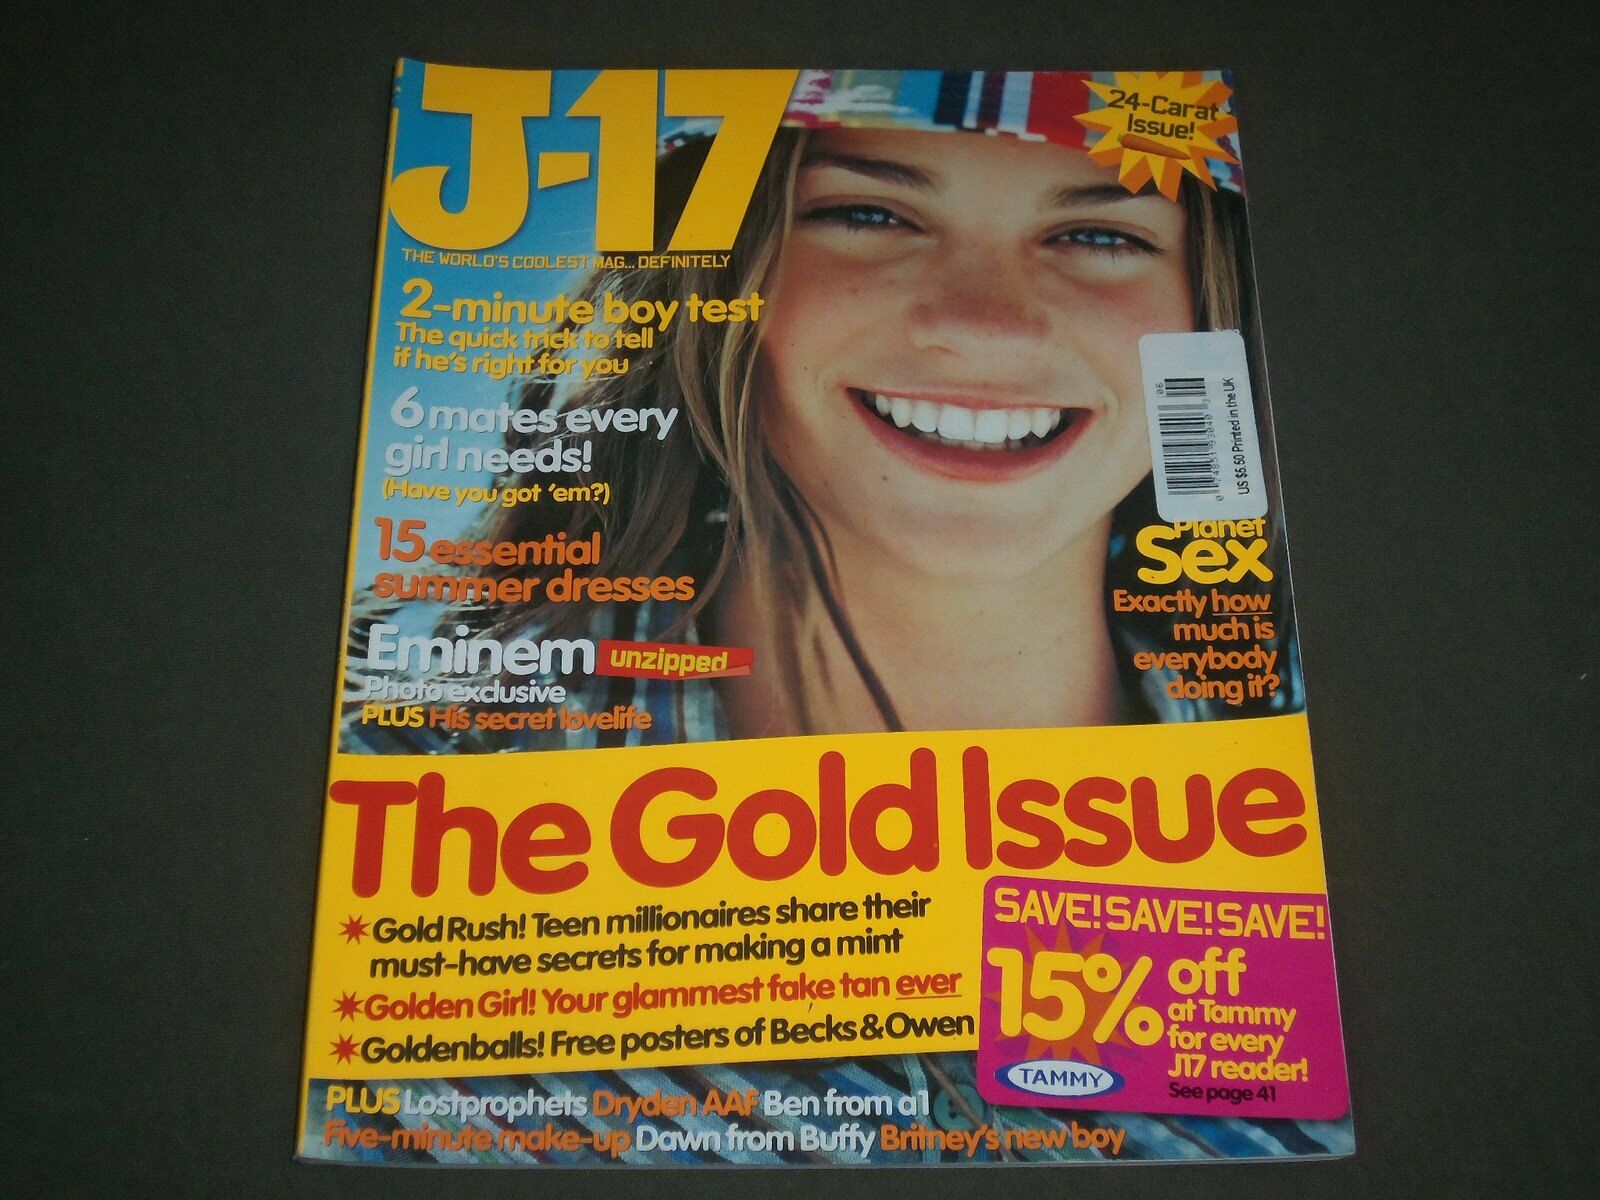 J-17
THE WORLD'S COOLEST MAG... DEFINITELY
24-Carat
Issue!
2-minute boy test
The quick trick to tell
if he's right for you
6 mates every
girl needs!
(Have you got 'em?)
15 essential
summer dresses
Eminem unzipped
Photo exclusive
PLUS His secret lovelife
06
US $5.50 Printed in the UK
Planet
Sex
Exactly how
much is
everybody
doing it?
The Gold Issue
Gold Rush! Teen millionaires share their
must-have secrets for making a mint
Golden Girl! Your glammest fake tan ever
Goldenballs! Free posters of Becks & Owen
SAVE! SAVE! SAVE!
15% off
at Tammy
for every
J17 reader!
See page 41
TAMMY
PLUS Lostprophets Dryden AAF Ben from a1
Five-minute make-up Dawn from Buffy Britney's new boy